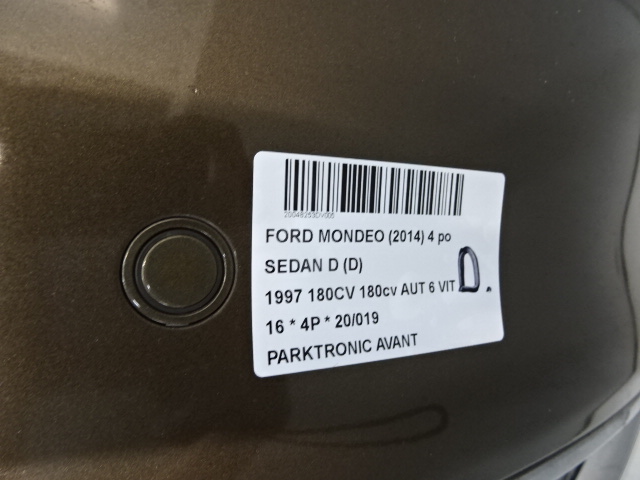 FORD MONDEO (2014) 4 po
SEDAN D (D)
1997 180CV 180cv AUT 6 VIT
D.
16 * 4P * 20/019
PARKTRONIC AVANT